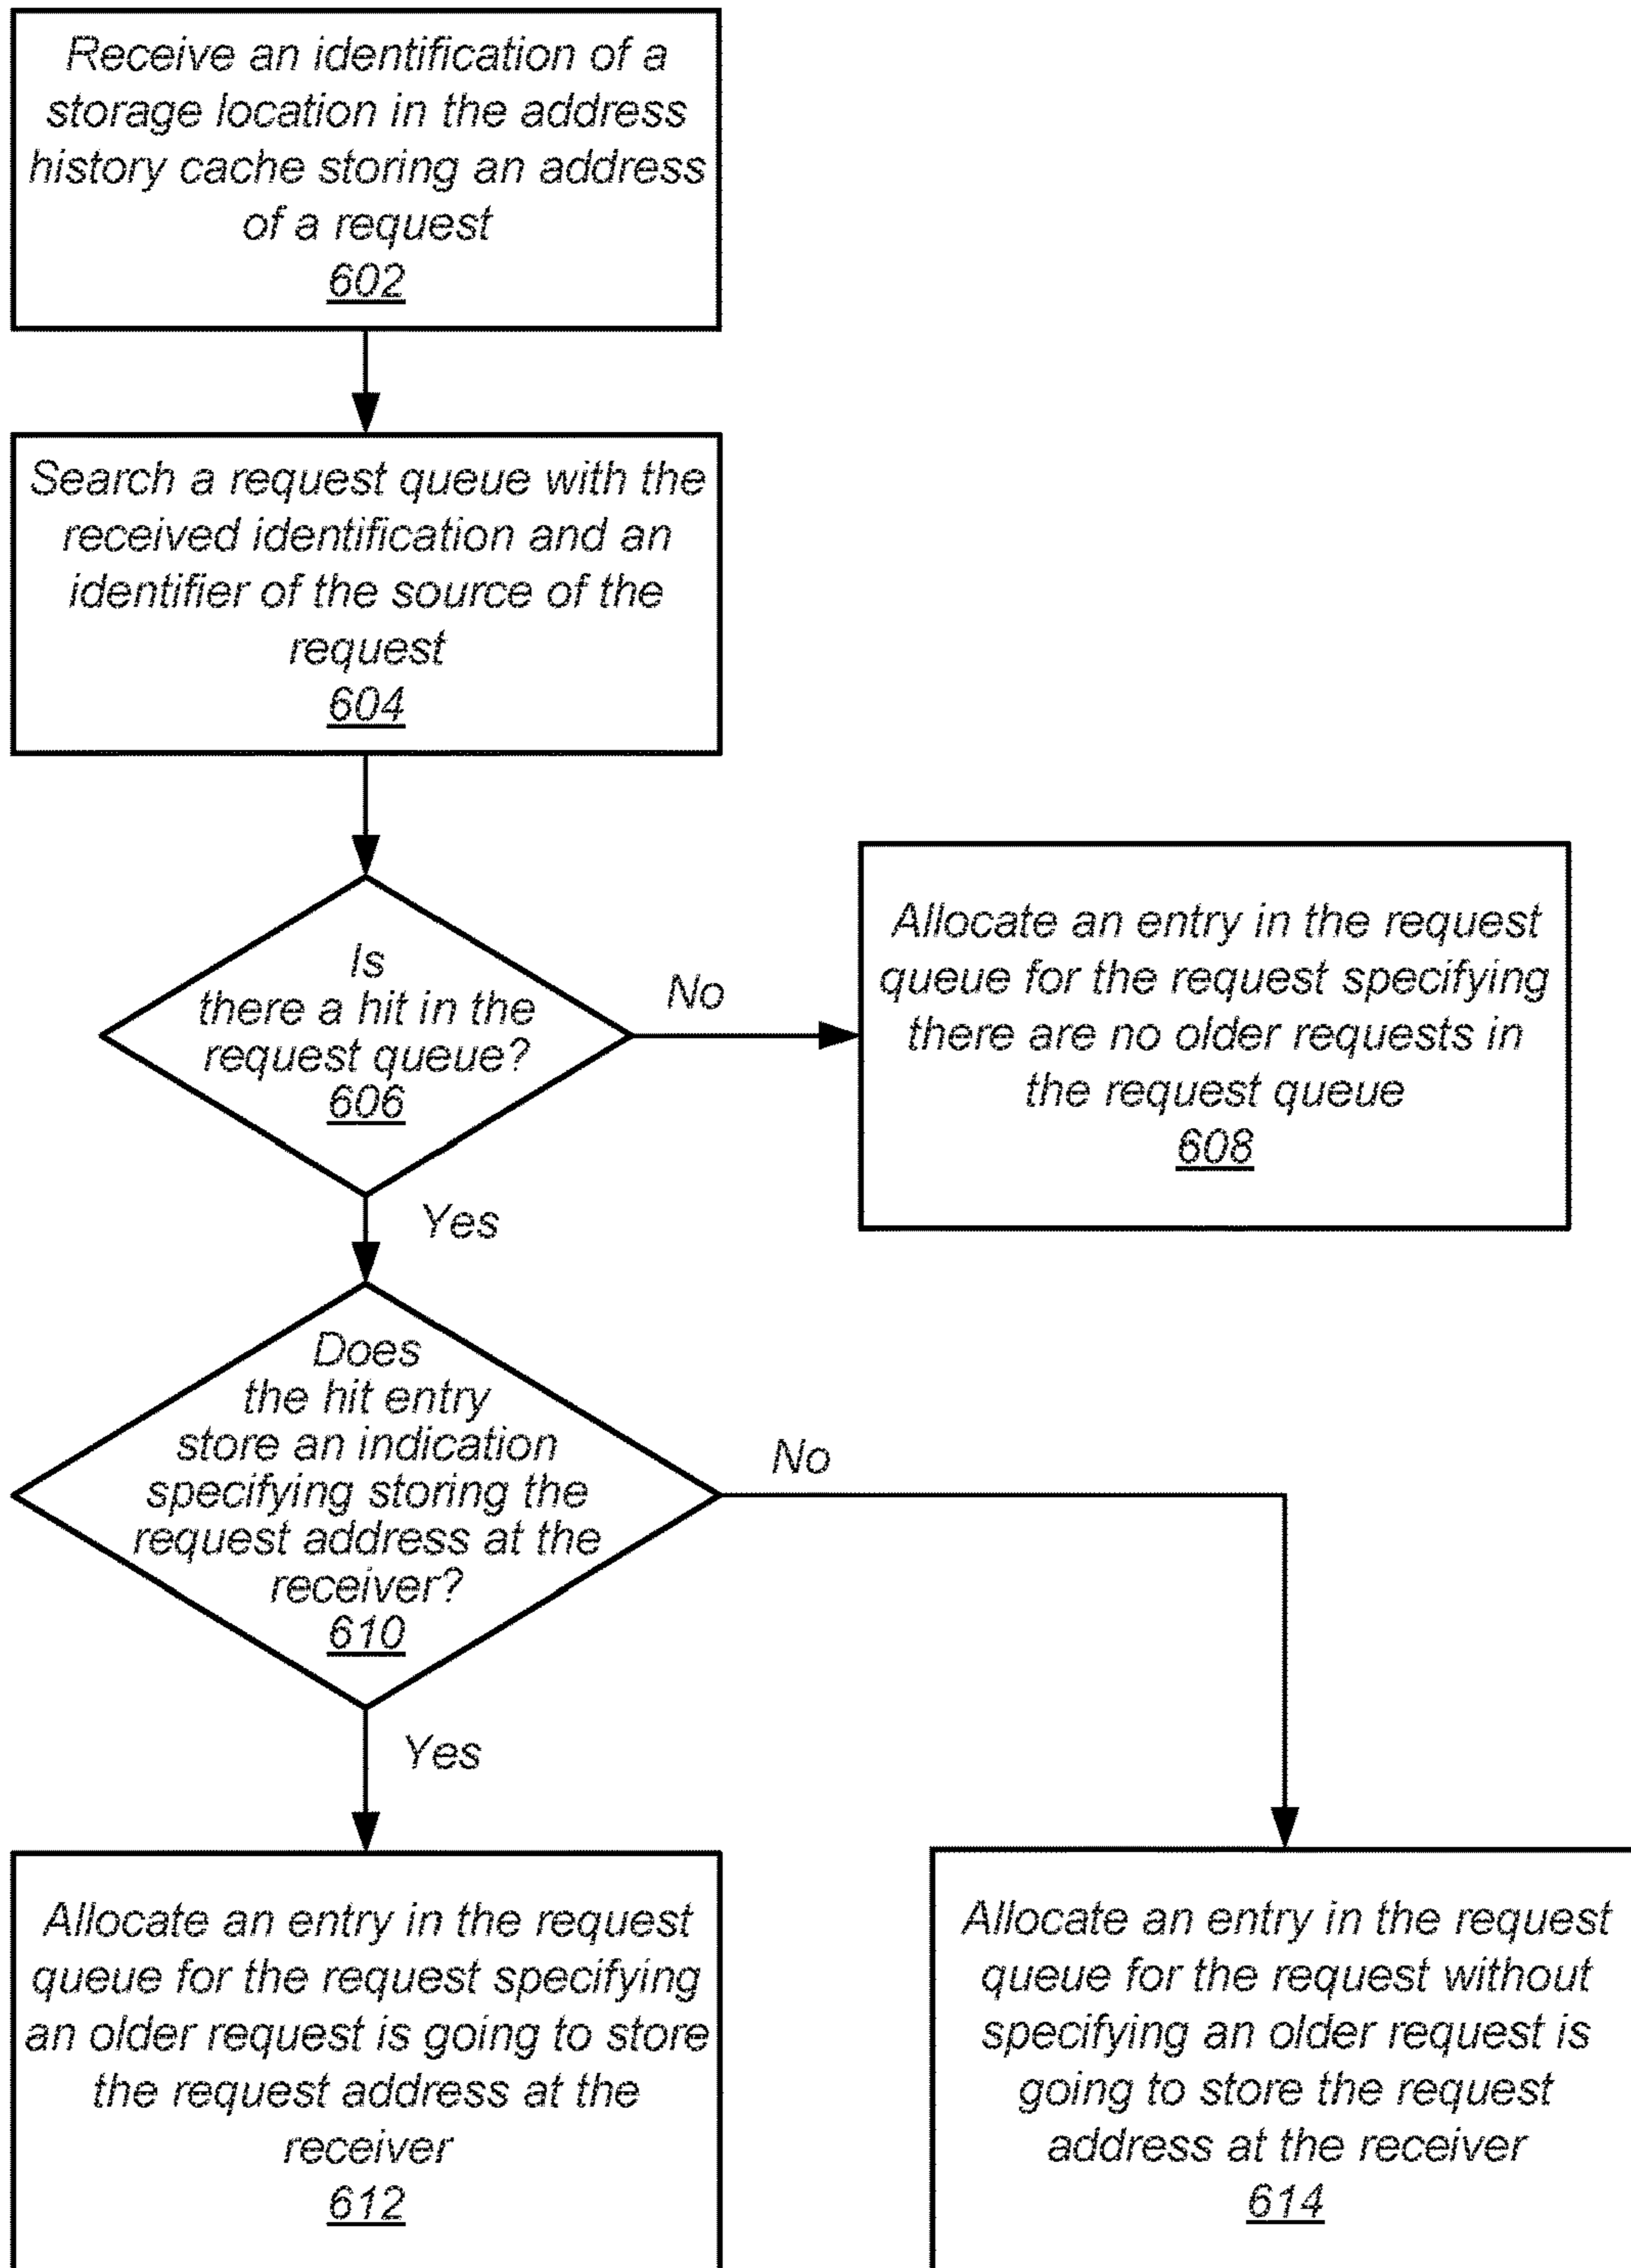 Receive an identification of a
storage location in the address
history cache storing an address
of a request
602
Search a request queue with the
received identification and an
identifier of the source of the
request
604
Is
there a hit in the
request queue?
606
No
Allocate an entry in the request
queue for the request specifying
there are no older requests in
the request queue
608
Yes
Does
the hit entry
store an indication
specifying storing the
request address at the
receiver?
610
No
Yes
Allocate an entry in the request
queue for the request specifying
an older request is going to store
the request address at the
receiver
612
Allocate an entry in the request
queue for the request without
specifying an older request is
going to store the request
address at the receiver
614